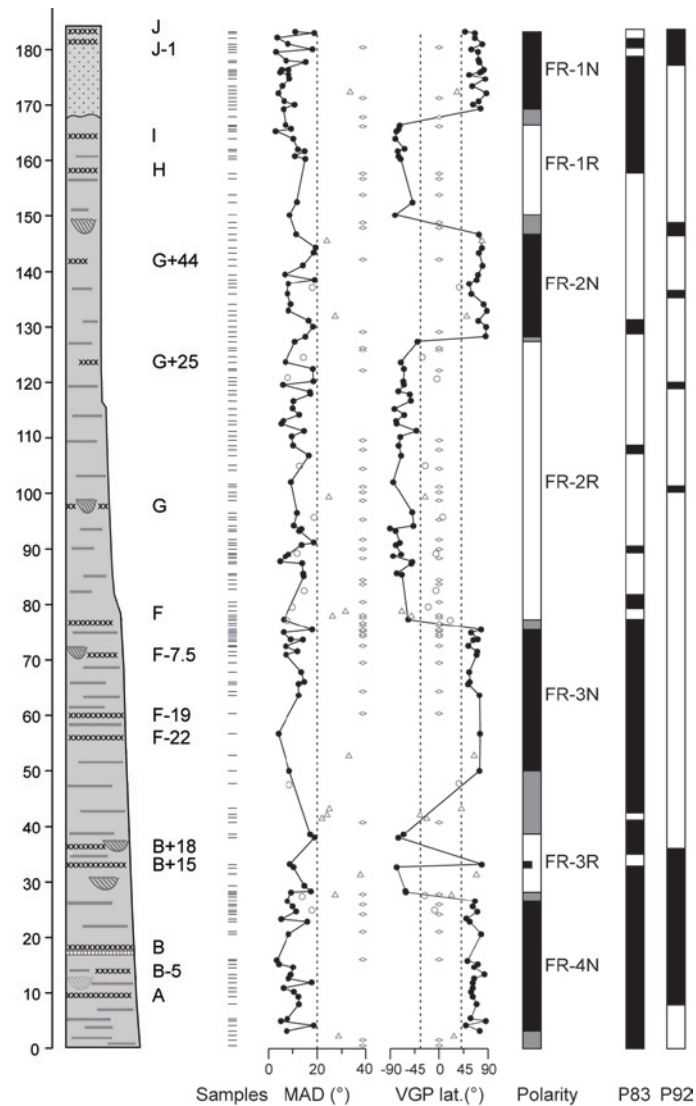 J
180
J-1
FR-1N
170
I
FR-1R
160
H
150
G+44
140
FR-2N
130
G+25
120
FR-2R
110
100
G
90
80
F
F-7.5
70
FR-3N
60
F-19
F-22
50
40
B+18
B+15
FR-3R
30
FR-4N
20
B
B-5
10
A
0
0 20 40
-90 -45 0 45 90
Samples MAD (°) VGP lat.(°) Polarity P83 P92